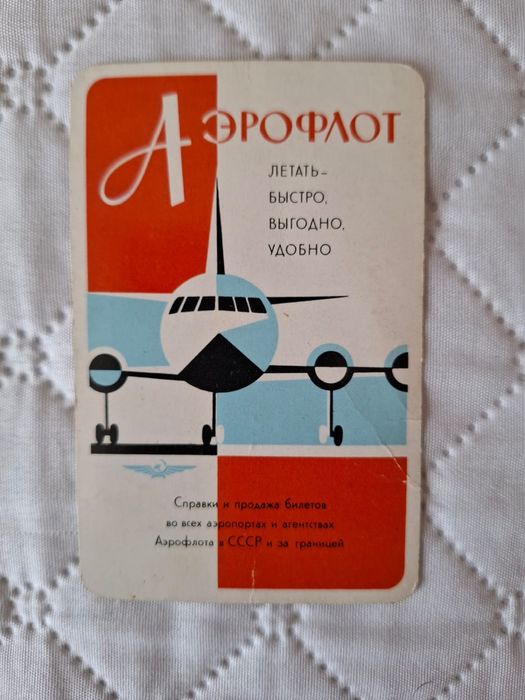 АЭРОФЛОТ
ЛЕТАТЬ–
БЫСТРО,
ВЫГОДНО,
УДОБНО
Справки и продажа билетов
во всех аэропортах и агентствах
Аэрофлота в СССР и за границей